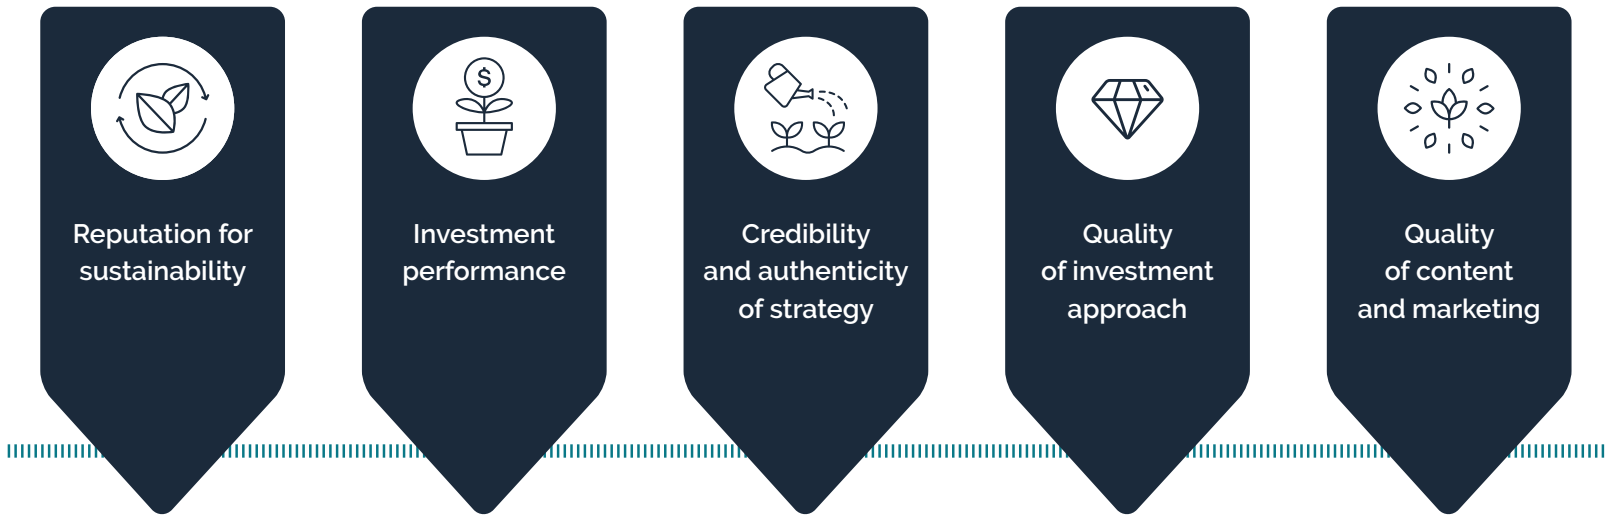 Reputation for
sustainability
$
Investment
performance
Credibility
and authenticity
of strategy
Quality
of investment
approach
Quality
of content
and marketing